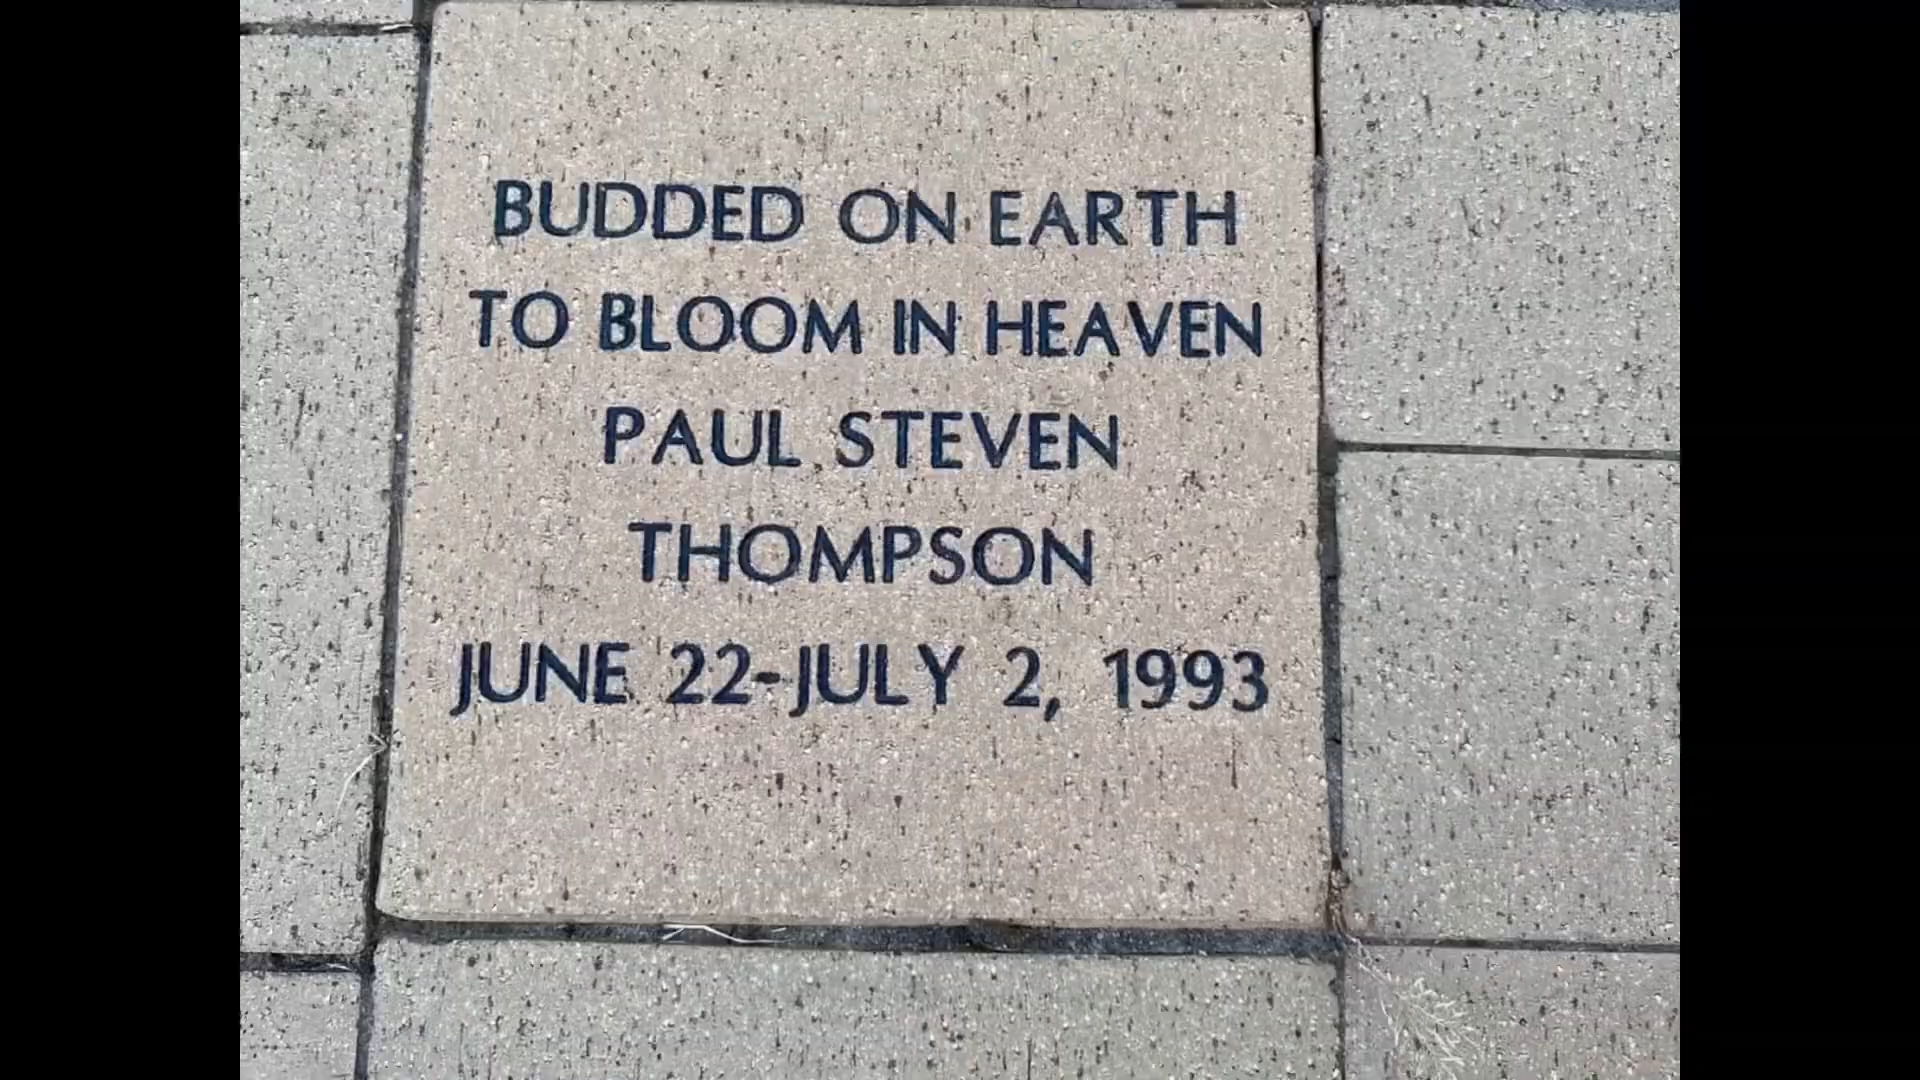 BUDDED ON EARTH
TO BLOOM IN HEAVEN
PAUL STEVEN
THOMPSON
JUNE 22-JULY 2, 1993